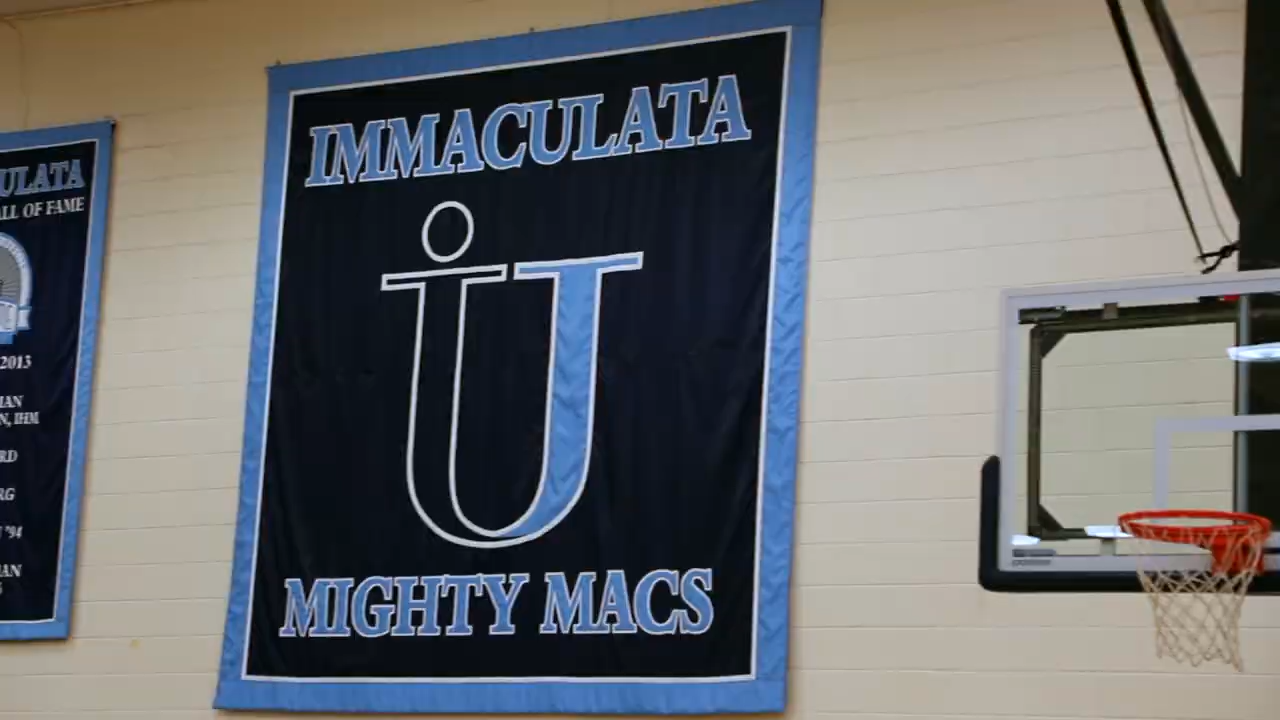 ULATA
ALL OF FAME
2013
IAN
N, IHM
RD
RG
'94
IAN
IMMACULATA
iU
MIGHTY MACS